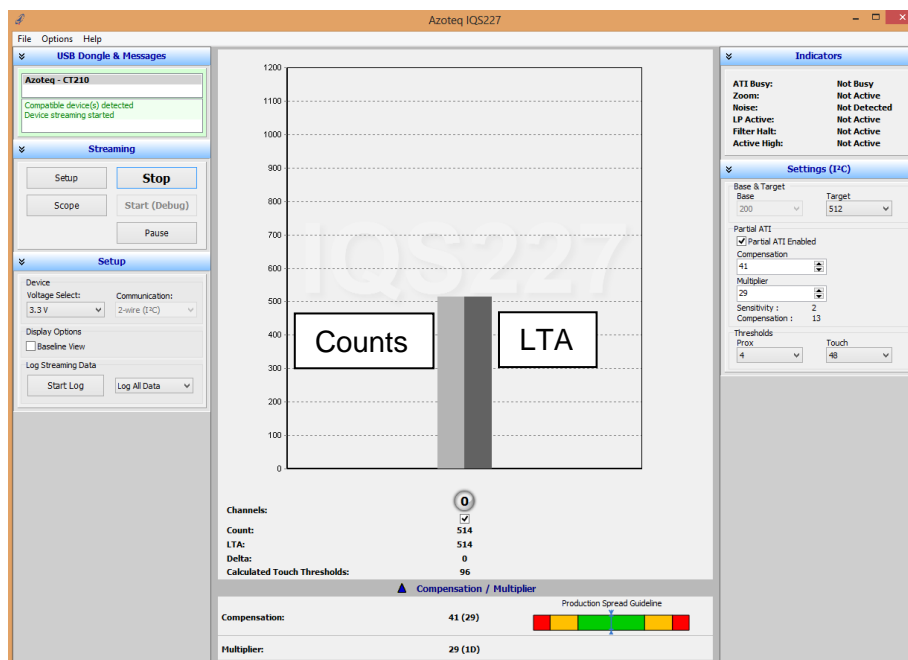 Azoteq IQS227
File Options Help
USB Dongle & Messages
Azoteq - CT210
Compatible device(s) detected
Device streaming started
Streaming
Setup Stop
Scope Start (Debug)
Pause
Setup
Device
Voltage Select: Communication:
3.3 V 2-wire (I²C)
Display Options
Baseline View
Log Streaming Data
Start Log Log All Data
1200
1100
1000
900
800
700
600
500
400
300
200
100
0
IQS227
Counts LTA
Channels: 0
Count: 514
LTA: 514
Delta: 0
Calculated Touch Thresholds: 96
Compensation / Multiplier
Production Spread Guideline
Compensation: 41 (29)
Multiplier: 29 (1D)
Indicators
ATI Busy: Not Busy
Zoom: Not Active
Noise: Not Detected
LP Active: Not Active
Filter Halt: Not Active
Active High: Not Active
Settings (I²C)
Base & Target
Base Target
200 512
Partial ATI
Partial ATI Enabled
Compensation
41
Multiplier
29
Sensitivity : 2
Compensation : 13
Thresholds
Prox Touch
4 48